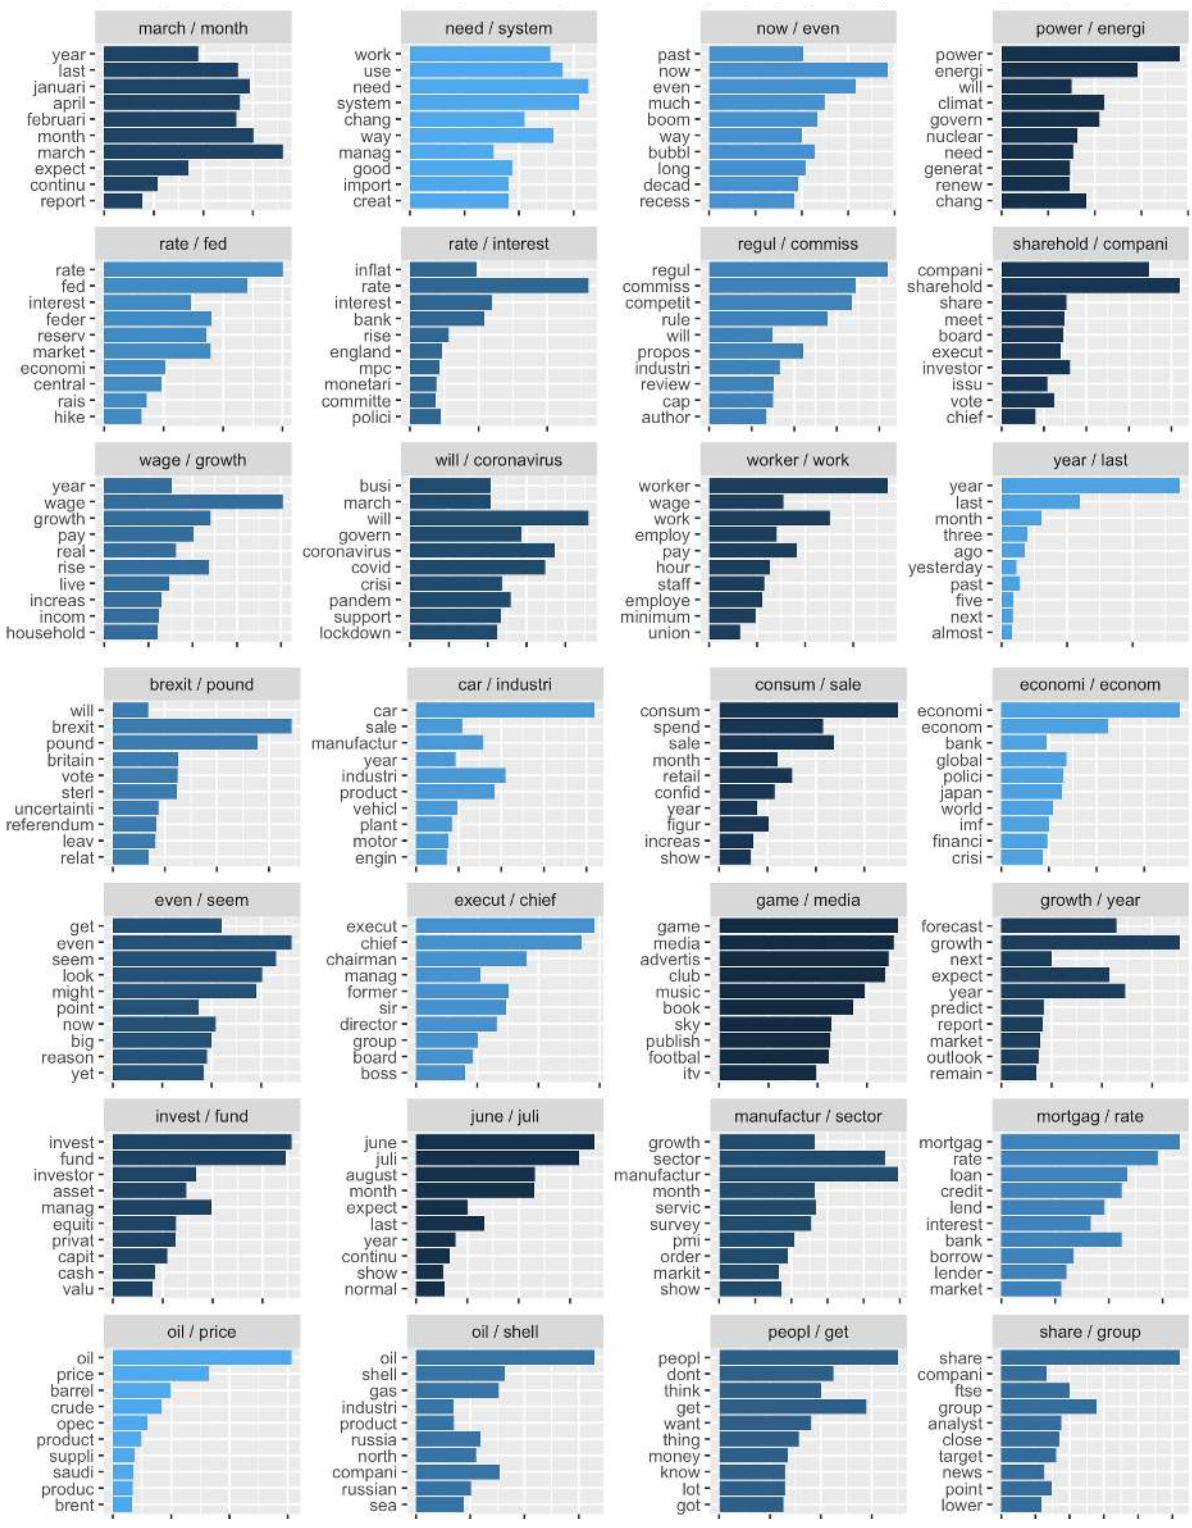 march / month
year
last
januari
april
februari
month
march
expect
continu
report
need / system
work
use
need
system
chang
way
manag
good
import
creat
now / even
past
now
even
much
boom
way
bubbl
long
decad
recess
power / energi
power
energi
will
climat
govern
nuclear
need
generat
renew
chang
rate / fed
rate
fed
interest
feder
reserv
market
economi
central
rais
hike
rate / interest
inflat
rate
interest
bank
rise
england
mpc
monetari
committe
polici
regul / commiss
regul
commiss
competit
rule
will
propos
industri
review
cap
author
sharehold / compani
compani
sharehold
share
meet
board
execut
investor
issu
vote
chief
wage / growth
year
wage
growth
pay
real
rise
live
increas
incom
household
will / coronavirus
busi
march
will
govern
coronavirus
covid
crisi
pandem
support
lockdown
worker / work
worker
wage
work
employ
pay
hour
staff
employe
minimum
union
year / last
year
last
month
three
ago
yesterday
past
five
next
almost
brexit / pound
will
brexit
pound
britain
vote
sterl
uncertainti
referendum
leav
relat
car / industri
car
sale
manufactur
year
industri
product
vehicl
plant
motor
engin
consum / sale
consum
spend
sale
month
retail
confid
year
figur
increas
show
economi / econom
economi
econom
bank
global
polici
japan
world
imf
financi
crisi
even / seem
get
even
seem
look
might
point
now
big
reason
yet
execut / chief
execut
chief
chairman
manag
former
sir
director
group
board
boss
game / media
game
media
advertis
club
music
book
sky
publish
footbal
itv
growth / year
forecast
growth
next
expect
year
predict
report
market
outlook
remain
invest / fund
invest
fund
investor
asset
manag
equiti
privat
capit
cash
valu
june / juli
june
juli
august
month
expect
last
year
continu
show
normal
manufactur / sector
growth
sector
manufactur
month
servic
survey
pmi
order
markit
show
mortgag / rate
mortgag
rate
loan
credit
lend
interest
bank
borrow
lender
market
oil / price
oil
price
barrel
crude
opec
product
suppli
saudi
produc
brent
oil / shell
oil
shell
gas
industri
product
russia
north
compani
russian
sea
peopl / get
peopl
dont
think
get
want
thing
money
know
lot
got
share / group
share
compani
ftse
group
analyst
close
target
news
point
lower